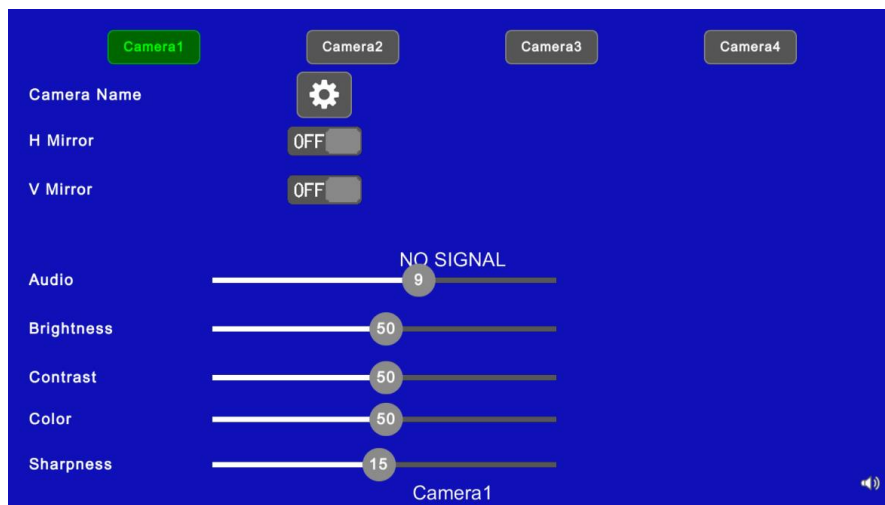 Camera1 Camera2 Camera3 Camera4
Camera Name
H Mirror OFF
V Mirror OFF
NO SIGNAL
Audio 9
Brightness 50
Contrast 50
Color 50
Sharpness 15
Camera1